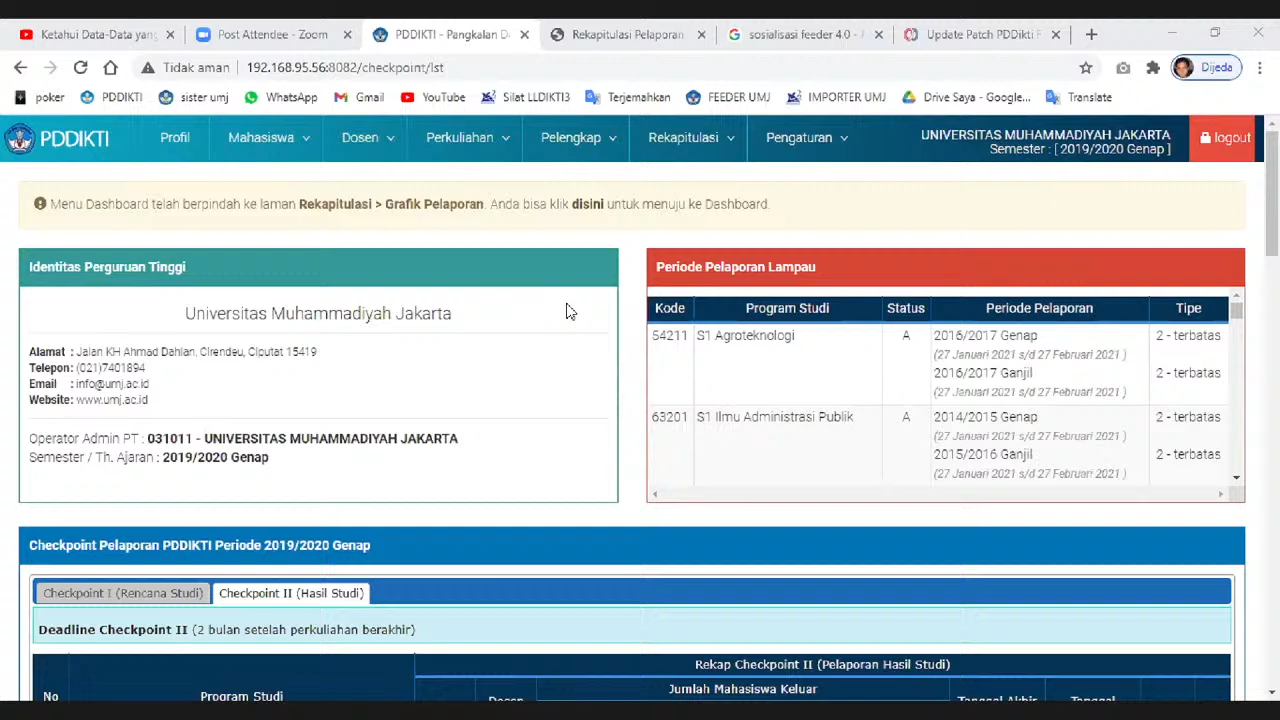 Ketahui Data-Data yang
Post Attendee - Zoom
PDDIKTI - Pangkalan D
Rekapitulasi Pelaporan
sosialisasi feeder 4.0 -
Update Patch PDDikti F
Tidak aman
192.168.95.56:8082/checkpoint/lst
Dijeda
poker
PDDIKTI
sister umj
WhatsApp
Gmail
YouTube
Silat LLDIKTI3
Terjemahkan
FEEDER UMJ
IMPORTER UMJ
Drive Saya - Google...
Translate
PDDIKTI
Profil
Mahasiswa
Dosen
Perkuliahan
Pelengkap
Rekapitulasi
Pengaturan
UNIVERSITAS MUHAMMADIYAH JAKARTA
Semester : [ 2019/2020 Genap ]
logout
Menu Dashboard telah berpindah ke laman Rekapitulasi > Grafik Pelaporan. Anda bisa klik disini untuk menuju ke Dashboard.
Identitas Perguruan Tinggi
Universitas Muhammadiyah Jakarta
Alamat : Jalan KH Ahmad Dahlan, Cirendeu, Ciputat 15419
Telepon: (021)7401894
Email : info@umj.ac.id
Website: www.umj.ac.id
Operator Admin PT : 031011 - UNIVERSITAS MUHAMMADIYAH JAKARTA
Semester / Th. Ajaran : 2019/2020 Genap
Periode Pelaporan Lampau
Kode Program Studi Status Periode Pelaporan Tipe
54211 S1 Agroteknologi A 2016/2017 Genap 2 - terbatas
(27 Januari 2021 s/d 27 Februari 2021 )
2016/2017 Ganjil 2 - terbatas
(27 Januari 2021 s/d 27 Februari 2021 )
63201 S1 Ilmu Administrasi Publik A 2014/2015 Genap 2 - terbatas
(27 Januari 2021 s/d 27 Februari 2021 )
2015/2016 Ganjil 2 - terbatas
(27 Januari 2021 s/d 27 Februari 2021 )
Checkpoint Pelaporan PDDIKTI Periode 2019/2020 Genap
Checkpoint I (Rencana Studi)
Checkpoint II (Hasil Studi)
Deadline Checkpoint II (2 bulan setelah perkuliahan berakhir)
Rekap Checkpoint II (Pelaporan Hasil Studi)
Jumlah Mahasiswa Keluar
No Program Studi Dosen Tanggal Akhir Tanggal